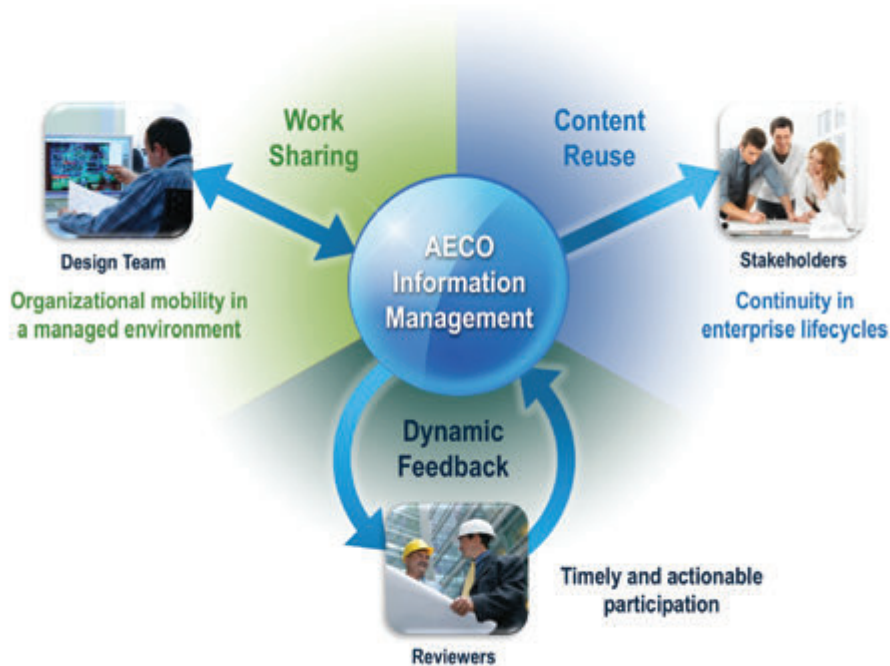 Work
Sharing
Content
Reuse
AECO
Information
Management
Design Team
Organizational mobility in
a managed environment
Stakeholders
Continuity in
enterprise lifecycles
Dynamic
Feedback
Timely and actionable
participation
Reviewers